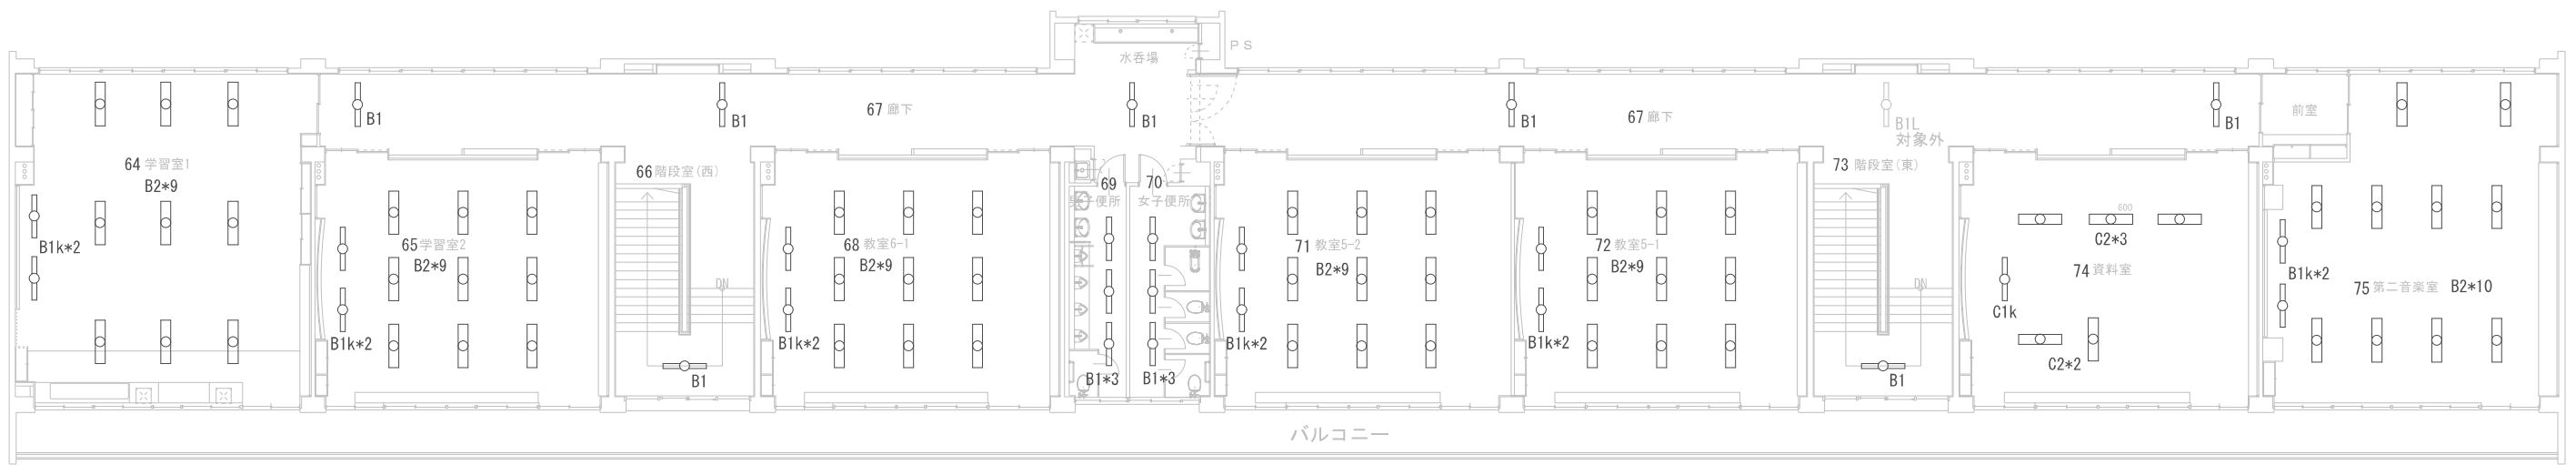 水呑場
PS
B1
B1
67 廊下
B1
B1
67 廊下
B1L
対象外
B1
前室
64 学習室1
B2*9
B1k*2
65 学習室2
B2*9
B1k*2
66 階段室(西)
DN
B1
68 教室6-1
B2*9
B1k*2
69
男子便所
B1*3
70
女子便所
B1*3
71 教室5-2
B2*9
B1k*2
72 教室5-1
B2*9
B1k*2
73 階段室(東)
DN
B1
600
C2*3
74 資料室
C1k
C2*2
B1k*2
75 第二音楽室 B2*10
バルコニー